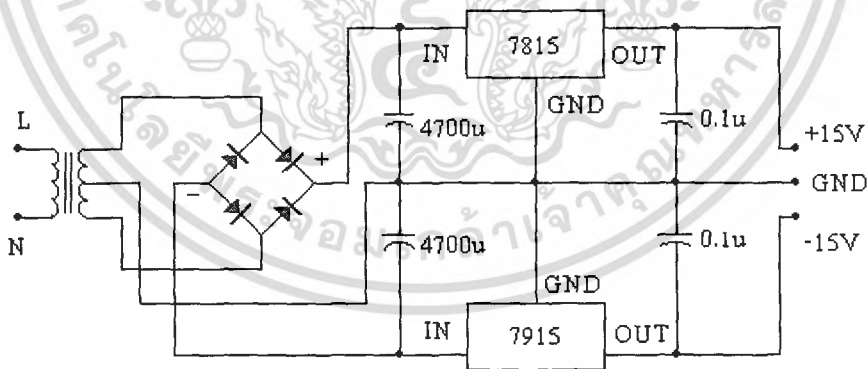 IN 7815 OUT
GND
L
4700u
0.1u
+
+15V
-
GND
N
4700u
0.1u
-15V
GND
IN 7915 OUT